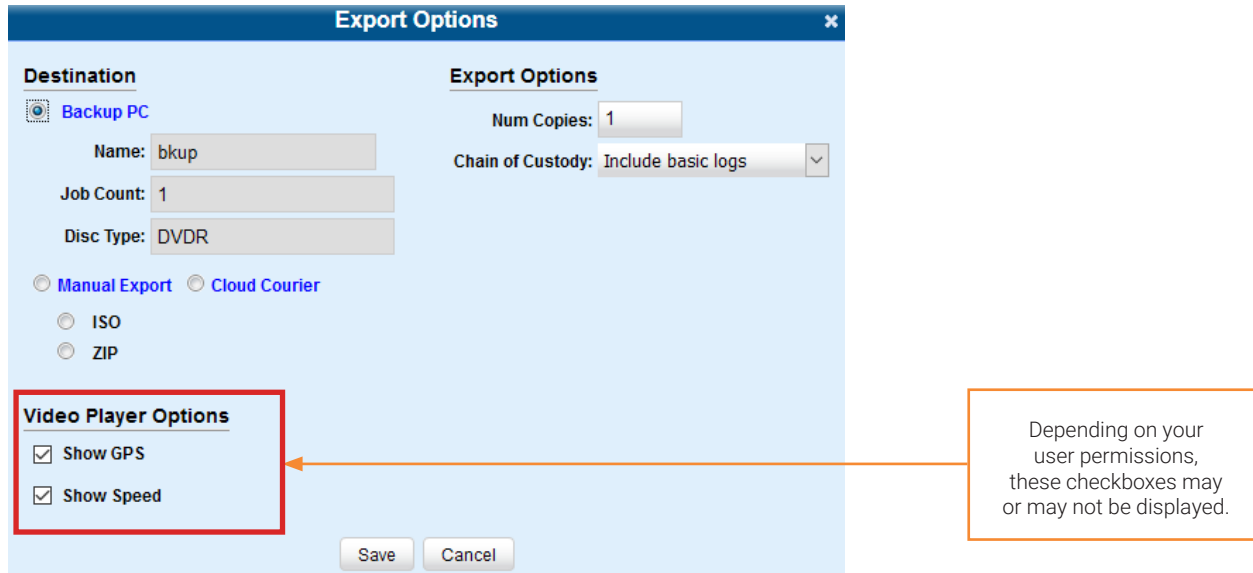 Export Options
Destination
Backup PC
Name: bkup
Job Count: 1
Disc Type: DVDR
Manual Export Cloud Courier
ISO
ZIP
Export Options
Num Copies: 1
Chain of Custody: Include basic logs
Video Player Options
Show GPS
Show Speed
Save Cancel
Depending on your
user permissions,
these checkboxes may
or may not be displayed.